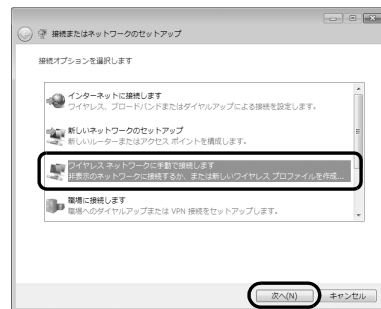 接続またはネットワークのセットアップ
接続オプションを選択します
インターネットに接続します
ワイヤレス、ブロードバンドまたはダイヤルアップによる接続を設定します。
新しいネットワークのセットアップ
新しいルーターまたはアクセス ポイントを構成します。
ワイヤレス ネットワークに手動で接続します
非表示のネットワークに接続するか、または新しいワイヤレス プロファイルを作成...
職場に接続します
職場へのダイヤルアップまたは VPN 接続をセットアップします。
次へ(N)
キャンセル